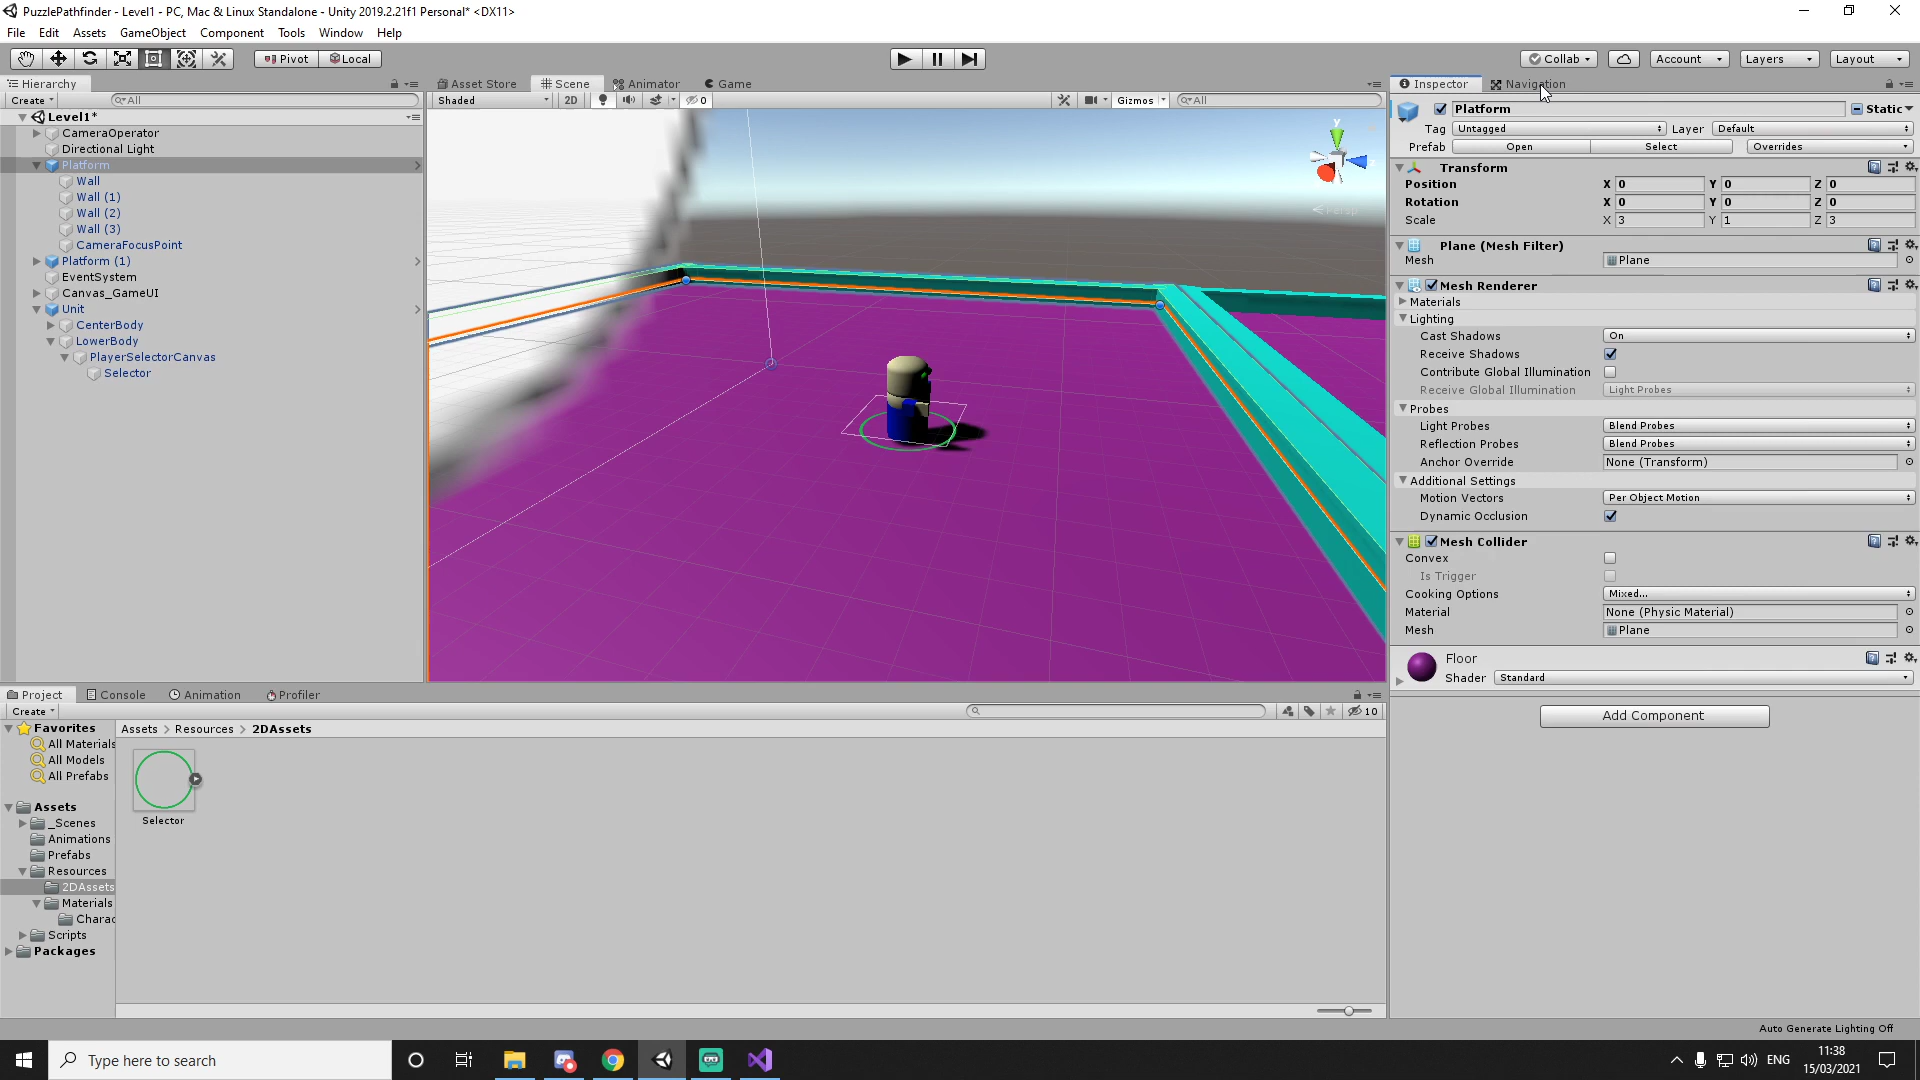 PuzzlePathfinder - Level1 - PC, Mac & Linux Standalone - Unity 2019.2.21f1 Personal* <DX11>
File Edit Assets GameObject Component Tools Window Help
Pivot Local Collab Account Layers Layout
Hierarchy Asset Store Scene Animator Game Inspector Navigation
Create All Shaded 2D 0 Gizmos All
Level1*
CameraOperator
Directional Light
Platform
Wall
Wall (1)
Wall (2)
Wall (3)
CameraFocusPoint
Platform (1)
EventSystem
Canvas_GameUI
Unit
CenterBody
LowerBody
PlayerSelectorCanvas
Selector
y
Persp
Platform Static
Tag Untagged Layer Default
Prefab Open Select Overrides
Transform
Position X 0 Y 0 Z 0
Rotation X 0 Y 0 Z 0
Scale X 3 Y 1 Z 3
Plane (Mesh Filter)
Mesh Plane
Mesh Renderer
Materials
Lighting
Cast Shadows On
Receive Shadows
Contribute Global Illumination
Receive Global Illumination Light Probes
Probes
Light Probes Blend Probes
Reflection Probes Blend Probes
Anchor Override None (Transform)
Additional Settings
Motion Vectors Per Object Motion
Dynamic Occlusion
Mesh Collider
Convex
Is Trigger
Cooking Options Mixed...
Material None (Physic Material)
Mesh Plane
Floor
Shader Standard
Add Component
Project Console Animation Profiler
Create 10
Favorites
All Materials
All Models
All Prefabs
Assets
_Scenes
Animations
Prefabs
Resources
2DAssets
Materials
Charac
Scripts
Packages
Assets > Resources > 2DAssets
Selector
Auto Generate Lighting Off
Type here to search
ENG
11:38
15/03/2021